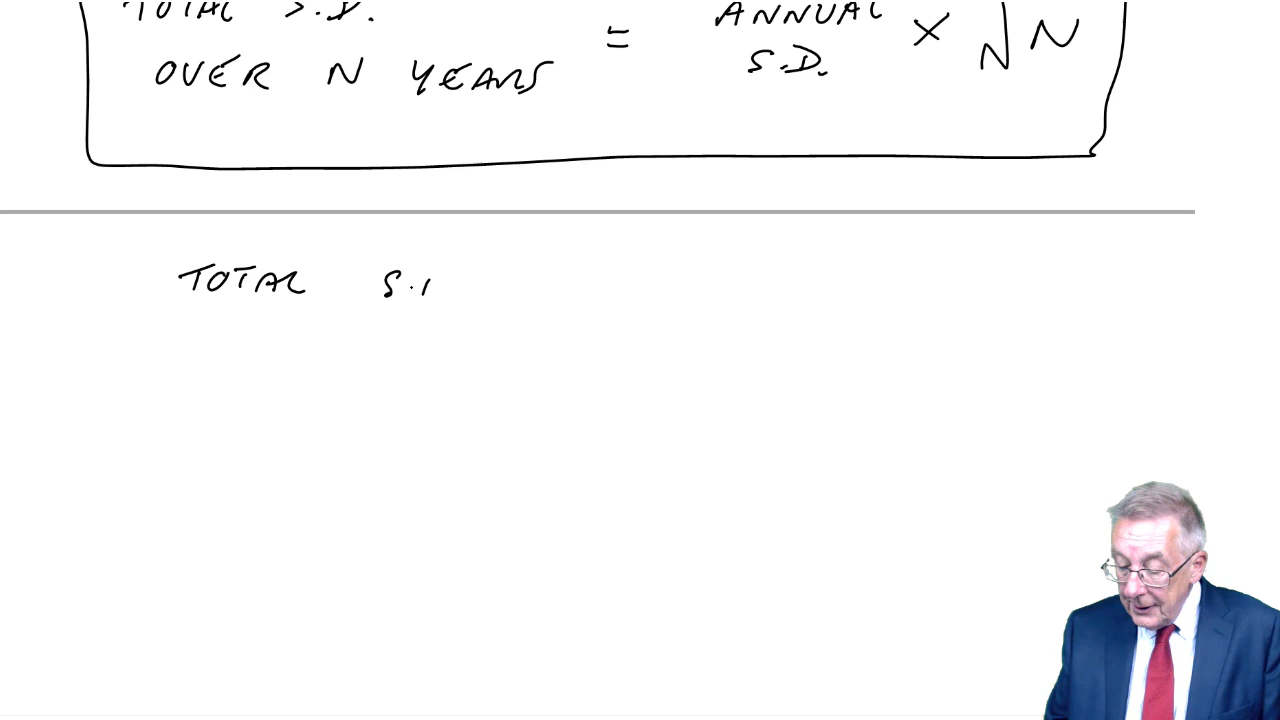 TOTAL S.D.
OVER N YEARS = ANNUAL S.D. × √N
TOTAL S.